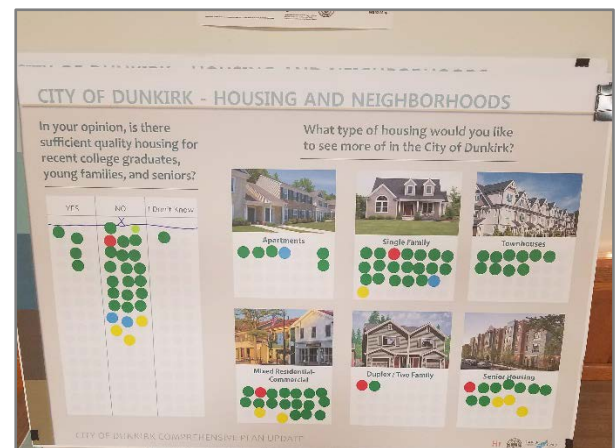 CITY OF DUNKIRK - HOUSING AND NEIGHBORHOODS
In your opinion, is there
sufficient quality housing for
recent college graduates,
young families, and seniors?
YES
NO
I Don't Know
X
What type of housing would you like
to see more of in the City of Dunkirk?
Apartments
Single Family
Townhouses
Mixed Residential-
Commercial
Duplex / Two Family
Senior Housing
CITY OF DUNKIRK COMPREHENSIVE PLAN UPDATE